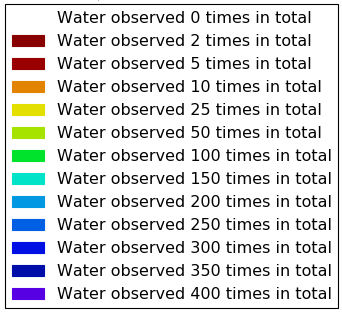 Water observed 0 times in total
Water observed 2 times in total
Water observed 5 times in total
Water observed 10 times in total
Water observed 25 times in total
Water observed 50 times in total
Water observed 100 times in total
Water observed 150 times in total
Water observed 200 times in total
Water observed 250 times in total
Water observed 300 times in total
Water observed 350 times in total
Water observed 400 times in total